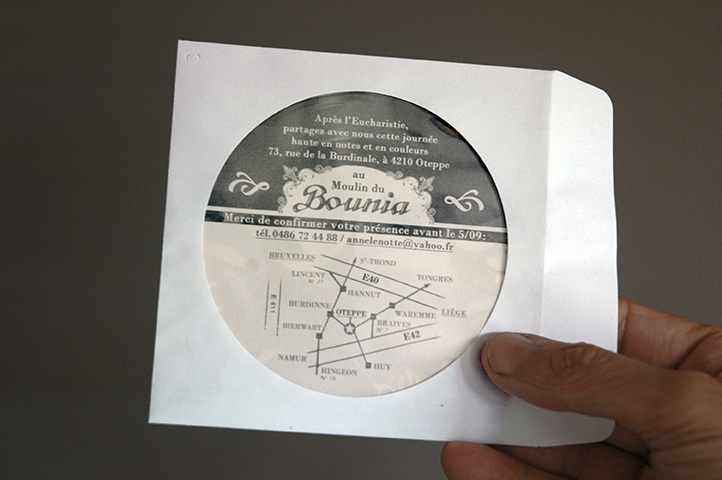 Après l'Eucharistie,
partagez avec nous cette journée
haute en notes et en couleurs
73, rue de la Burdinale, à 4210 Oteppe
au
Moulin du
Bounia
Merci de confirmer votre présence avant le 5/09:
tél. 0486 72 44 88 / annelenotte@yahoo.fr
BRUXELLES
ST-TROND
E40
TONGRES
LINCENT
N° 27
HANNUT
E411
BURDINNE
OTEPPE
WAREMME
LIÈGE
BRAIVES
BIERWART
E42
NAMUR
HUY
HINGEON